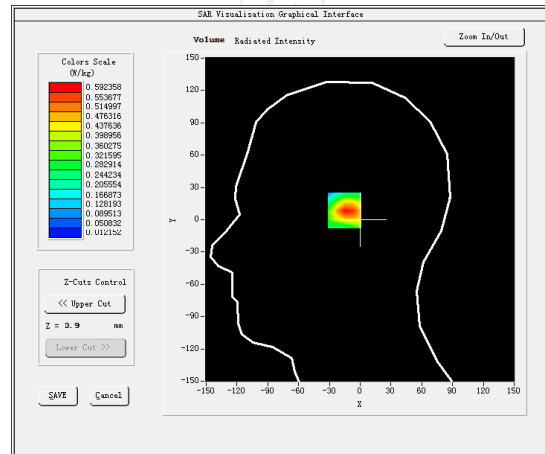 SAR Visualisation Graphical Interface
Volume Radiated Intensity
Zoom In/Out
Colors Scale
(W/kg)
0.592358
0.553677
0.514997
0.476316
0.437636
0.398956
0.360275
0.321595
0.282914
0.244234
0.205554
0.166873
0.128193
0.089513
0.050832
0.012152
Z-Cuts Control
<< Upper Cut
Z = 0.9 mm
Lower Cut >>
SAVE Cancel
150
120
90
60
30
0
-30
-60
-90
-120
-150
Y
-150 -120 -90 -60 -30 0 30 60 90 120 150
X